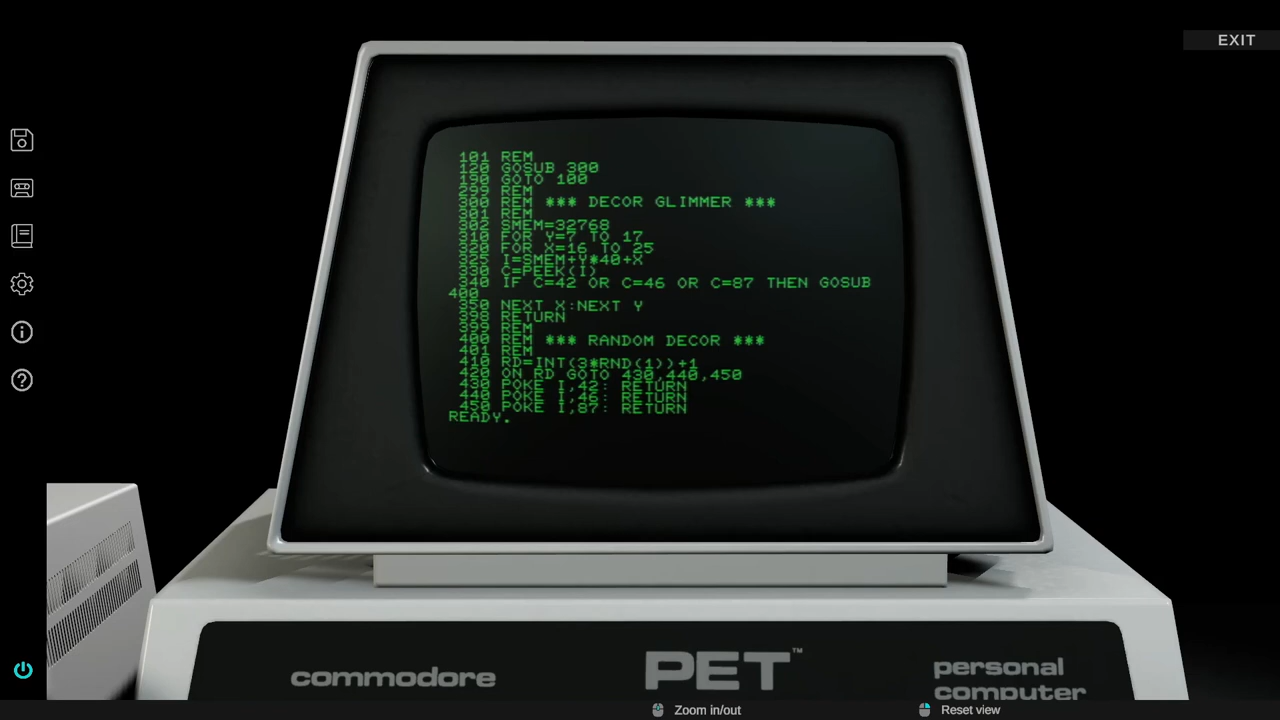 EXIT
101 REM
120 GOSUB 300
190 GOTO 100
299 REM
300 REM *** DECOR GLIMMER ***
301 REM
302 SMEM=32768
310 FOR Y=7 TO 17
320 FOR X=16 TO 25
325 I=SMEM+Y*40+X
330 C=PEEK(I)
340 IF C=42 OR C=46 OR C=87 THEN GOSUB
400
350 NEXT X:NEXT Y
398 RETURN
399 REM
400 REM *** RANDOM DECOR ***
401 REM
410 RD=INT(3*RND(1))+1
420 ON RD GOTO 430,440,450
430 POKE I,42: RETURN
440 POKE I,46: RETURN
450 POKE I,87: RETURN
READY.
commodore
PET™
personal
computer
Zoom in/out
Reset view